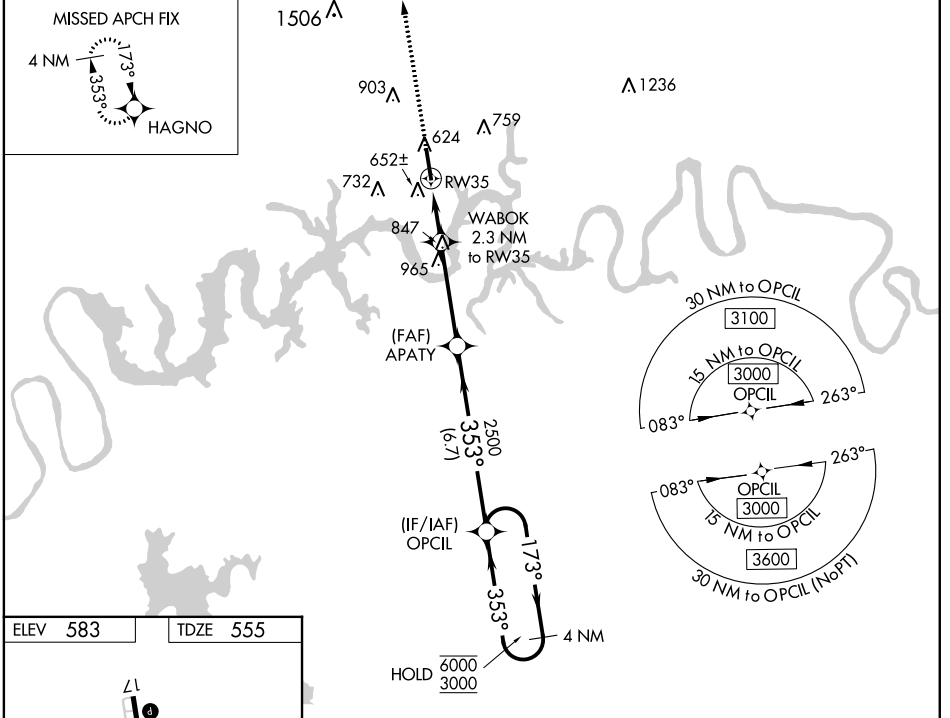 MISSED APCH FIX
4 NM
173°
353°
HAGNO
1506
903
1236
759
624
652±
RW35
732
847
WABOK
2.3 NM
to RW35
965
(FAF)
APATY
2500
353°
(6.7)
(IF/IAF)
OPCIL
173°
353°
4 NM
HOLD 6000
3000
30 NM to OPCIL
3100
15 NM to OPCIL
3000
OPCIL
083°
263°
083°
263°
OPCIL
3000
15 NM to OPCIL
3600
30 NM to OPCIL (NoPT)
ELEV 583
TDZE 555
17
P